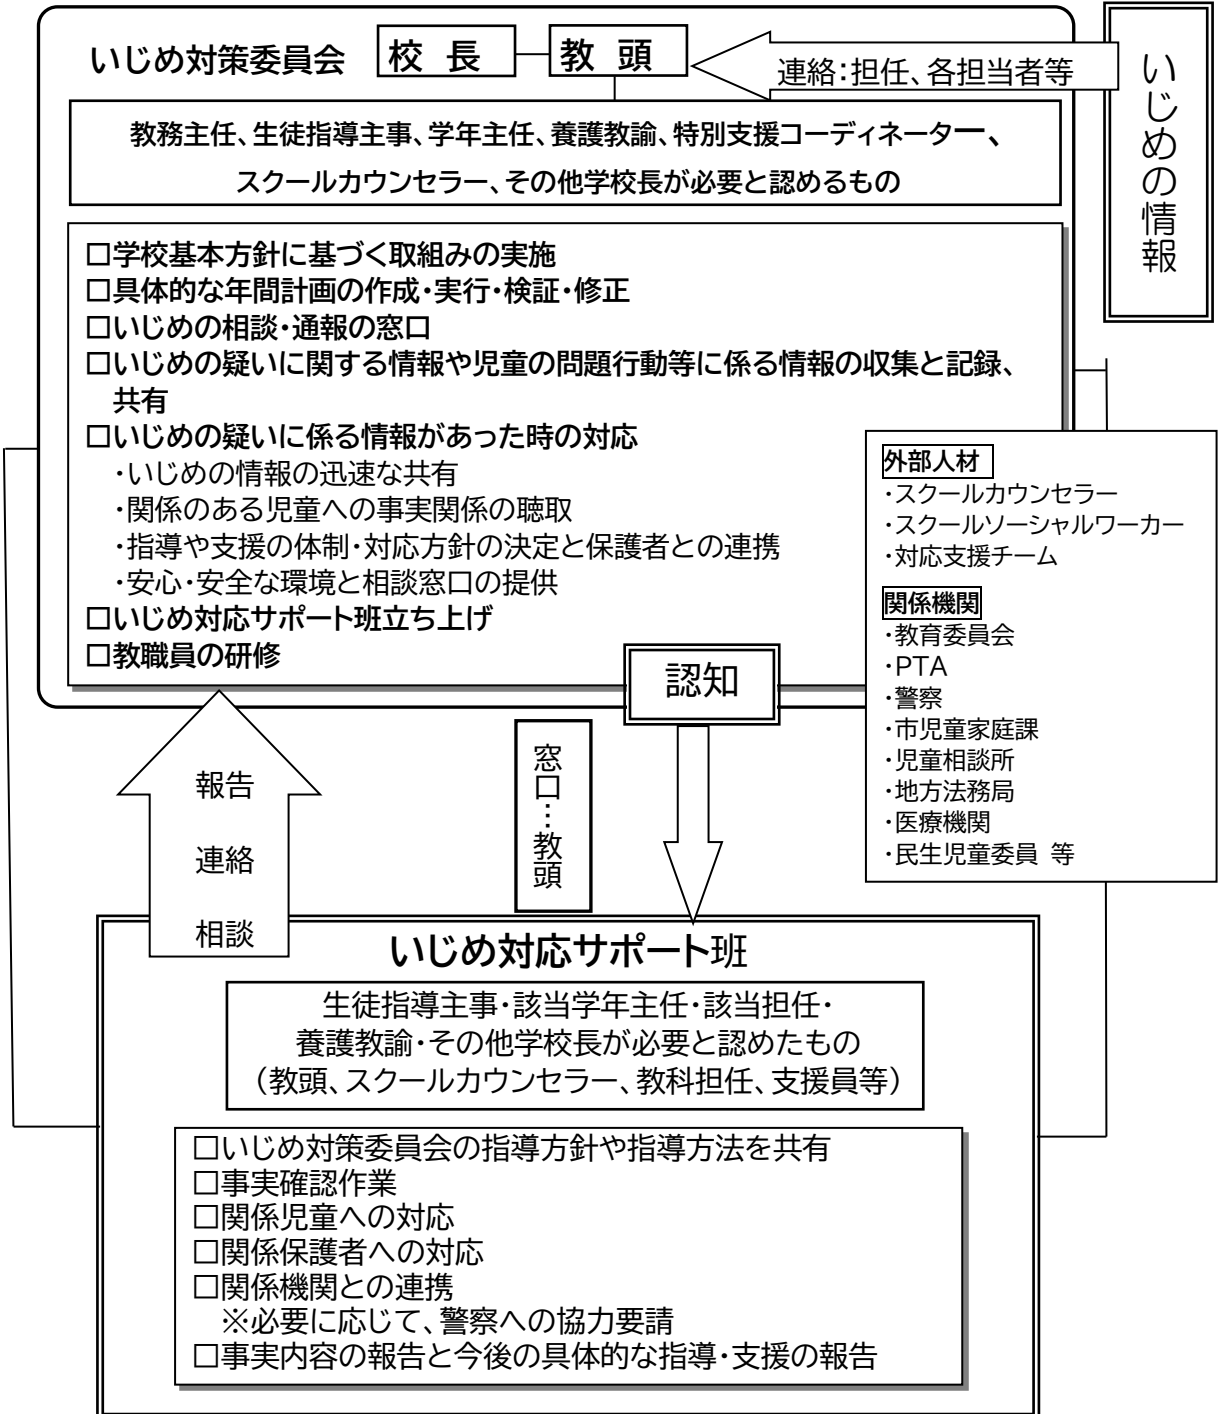 いじめ対策委員会
校 長
教 頭
連絡：担任、各担当者等
いじめの情報
教務主任、生徒指導主事、学年主任、養護教諭、特別支援コーディネーター、
スクールカウンセラー、その他学校長が必要と認めるもの
□学校基本方針に基づく取組みの実施
□具体的な年間計画の作成・実行・検証・修正
□いじめの相談・通報の窓口
□いじめの疑いに関する情報や児童の問題行動等に係る情報の収集と記録、
共有
□いじめの疑いに係る情報があった時の対応
・いじめの情報の迅速な共有
・関係のある児童への事実関係の聴取
・指導や支援の体制・対応方針の決定と保護者との連携
・安心・安全な環境と相談窓口の提供
□いじめ対応サポート班立ち上げ
□教職員の研修
外部人材
・スクールカウンセラー
・スクールソーシャルワーカー
・対応支援チーム
関係機関
・教育委員会
・PTA
・警察
・市児童家庭課
・児童相談所
・地方法務局
・医療機関
・民生児童委員 等
認知
窓口…教頭
報告
連絡
相談
いじめ対応サポート班
生徒指導主事・該当学年主任・該当担任・
養護教諭・その他学校長が必要と認めたもの
（教頭、スクールカウンセラー、教科担任、支援員等）
□いじめ対策委員会の指導方針や指導方法を共有
□事実確認作業
□関係児童への対応
□関係保護者への対応
□関係機関との連携
※必要に応じて、警察への協力要請
□事実内容の報告と今後の具体的な指導・支援の報告